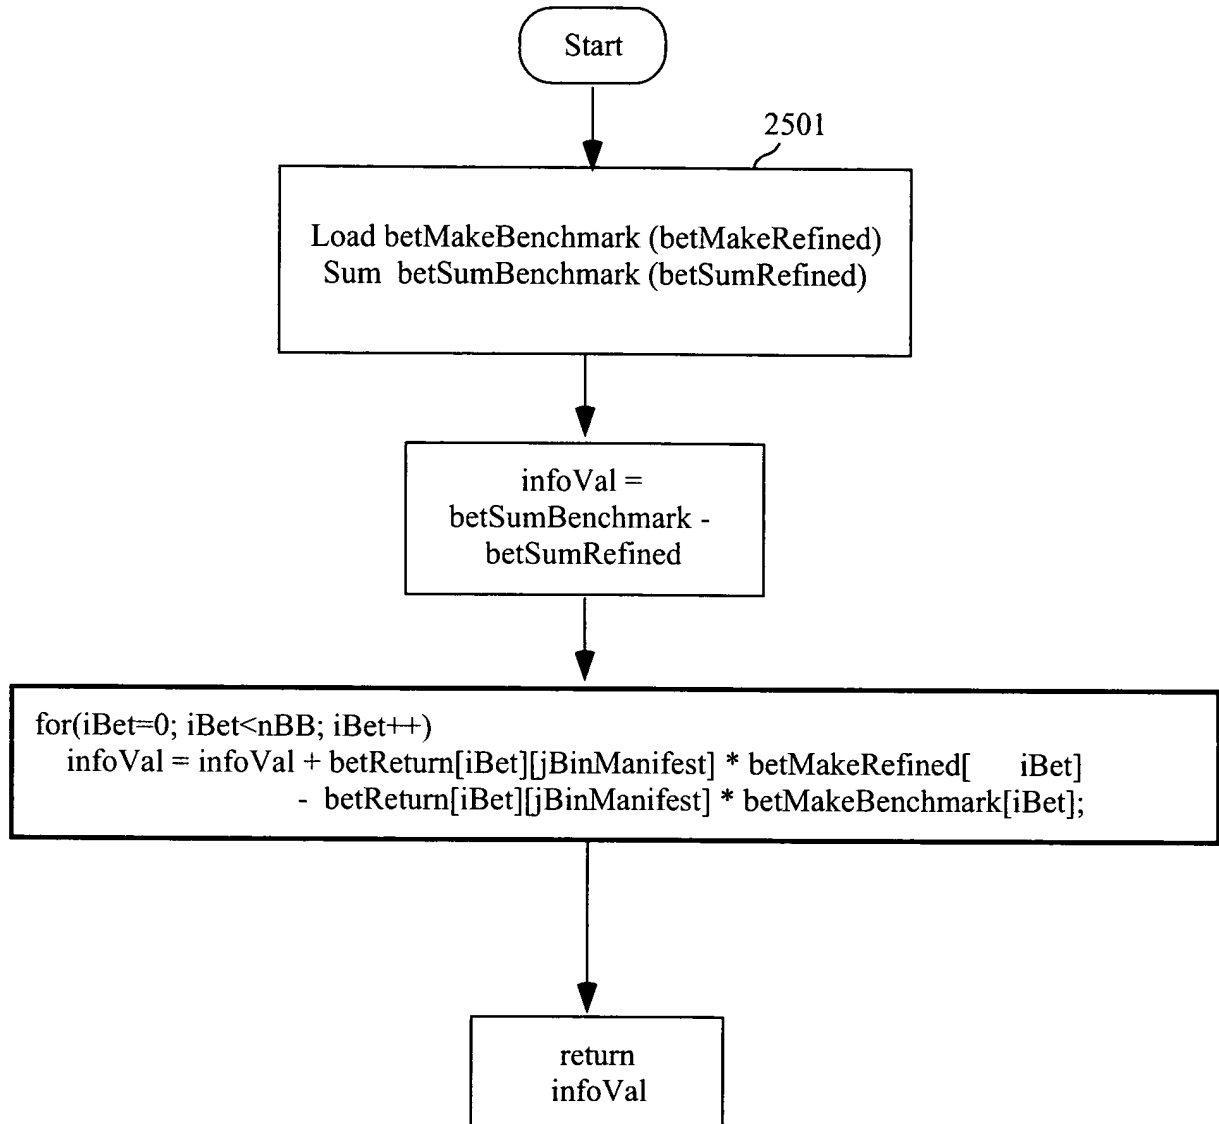 Start
2501
Load betMakeBenchmark (betMakeRefined)
Sum betSumBenchmark (betSumRefined)
infoVal =
betSumBenchmark -
betSumRefined
for(iBet=0; iBet<nBB; iBet++)
infoVal = infoVal + betReturn[iBet][jBinManifest] * betMakeRefined[ iBet]
- betReturn[iBet][jBinManifest] * betMakeBenchmark[iBet];
return
infoVal